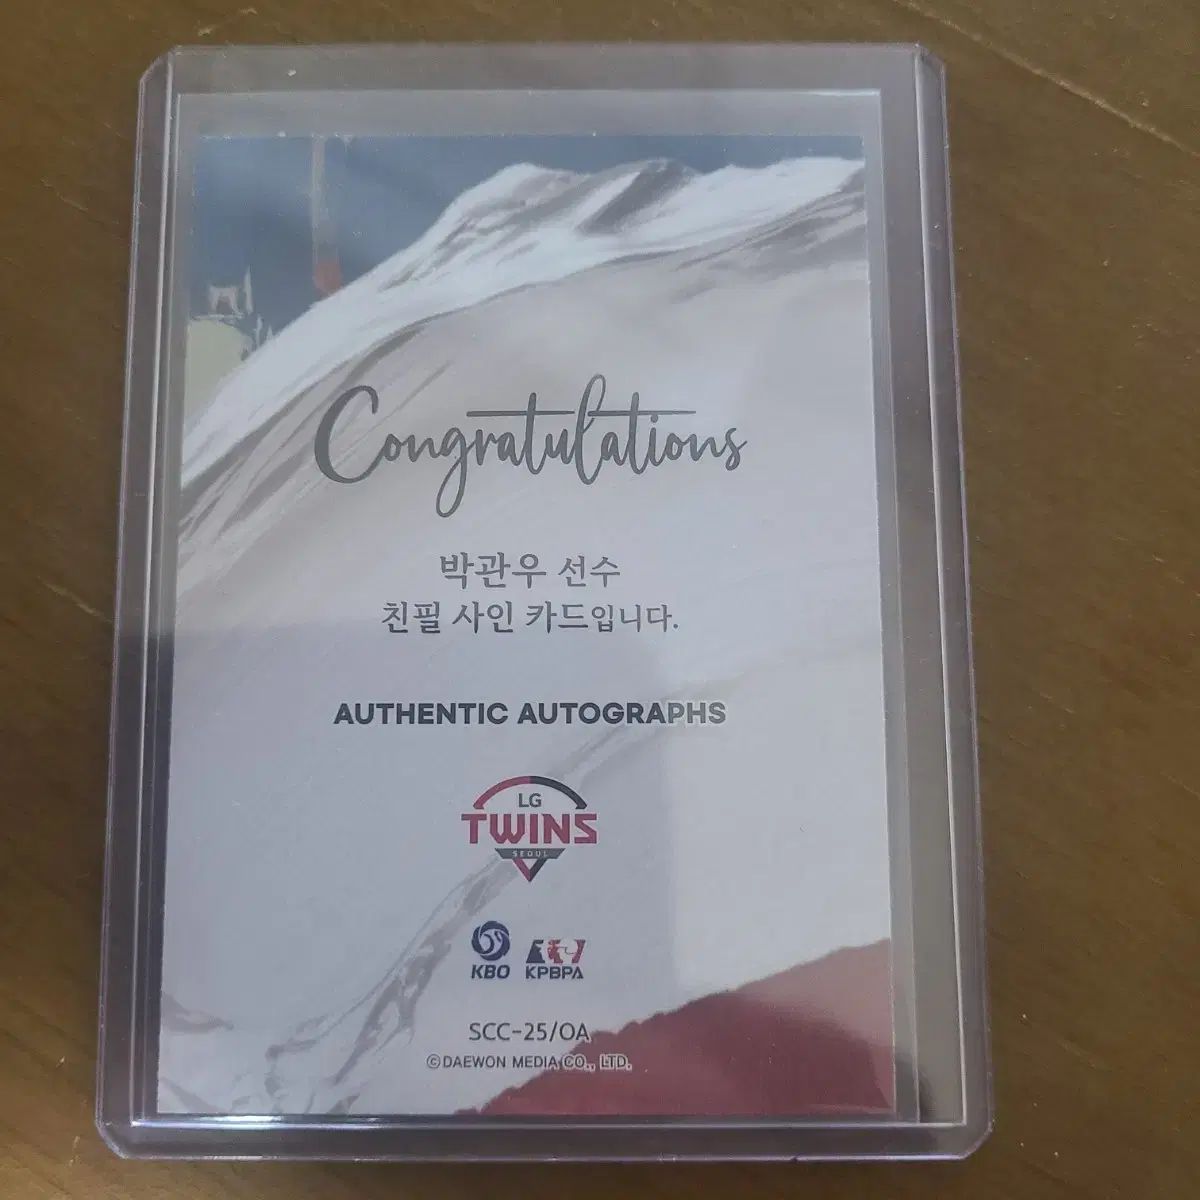 Congratulations
박관우 선수
친필 사인 카드입니다.
AUTHENTIC AUTOGRAPHS
LG
TWINS
SEOUL
KBO KPBPA
SCC-25/OA
©DAEWON MEDIA CO., LTD.